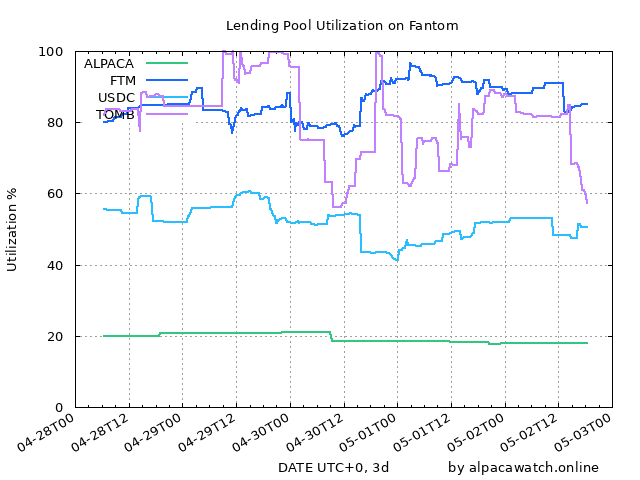 Lending Pool Utilization on Fantom
Utilization %
100
80
60
40
20
0
ALPACA
FTM
USDC
TOMB
04-28T00
04-28T12
04-29T00
04-29T12
04-30T00
04-30T12
05-01T00
05-01T12
05-02T00
05-02T12
05-03T00
DATE UTC+0, 3d
by alpacawatch.online